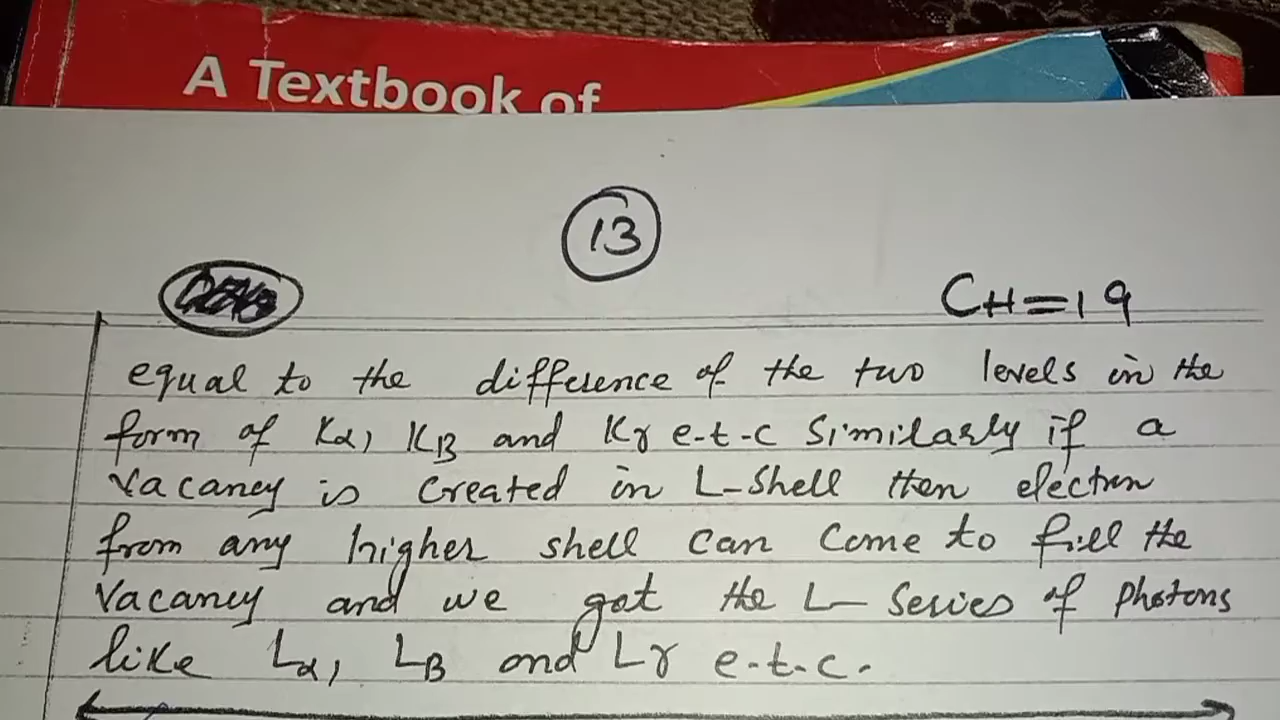 A Textbook of
13
CH=19
equal to the difference of the two levels in the
form of Kα, Kβ and Kγ e-t-c Similarly if a
vacancy is created in L-Shell then electron
from any higher shell can come to fill the
vacancy and we got the L- Series of photons
like Lα, Lβ and Lγ e-t-c.